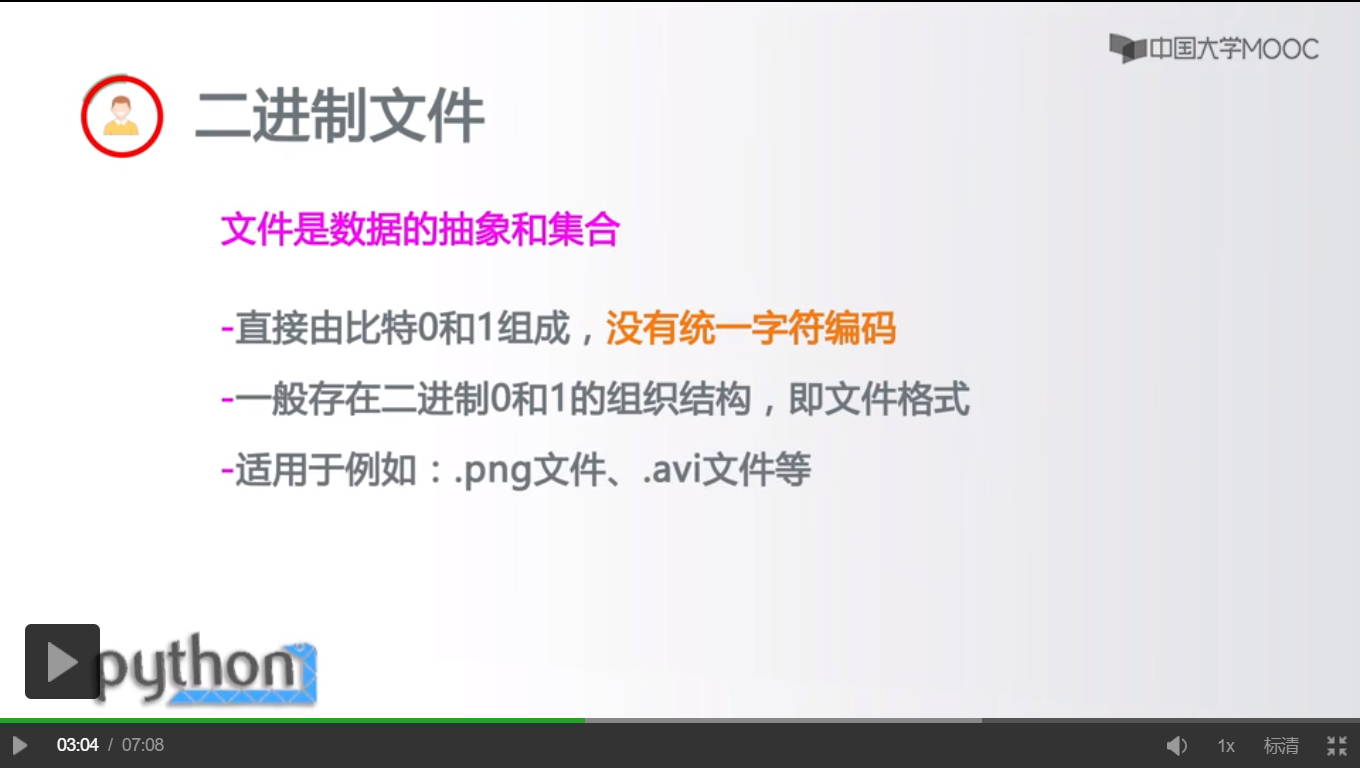 中国大学MOOC
二进制文件
文件是数据的抽象和集合
-直接由比特0和1组成，没有统一字符编码
-一般存在二进制0和1的组织结构，即文件格式
-适用于例如：.png文件、.avi文件等
python
03:04 / 07:08
1x
标清